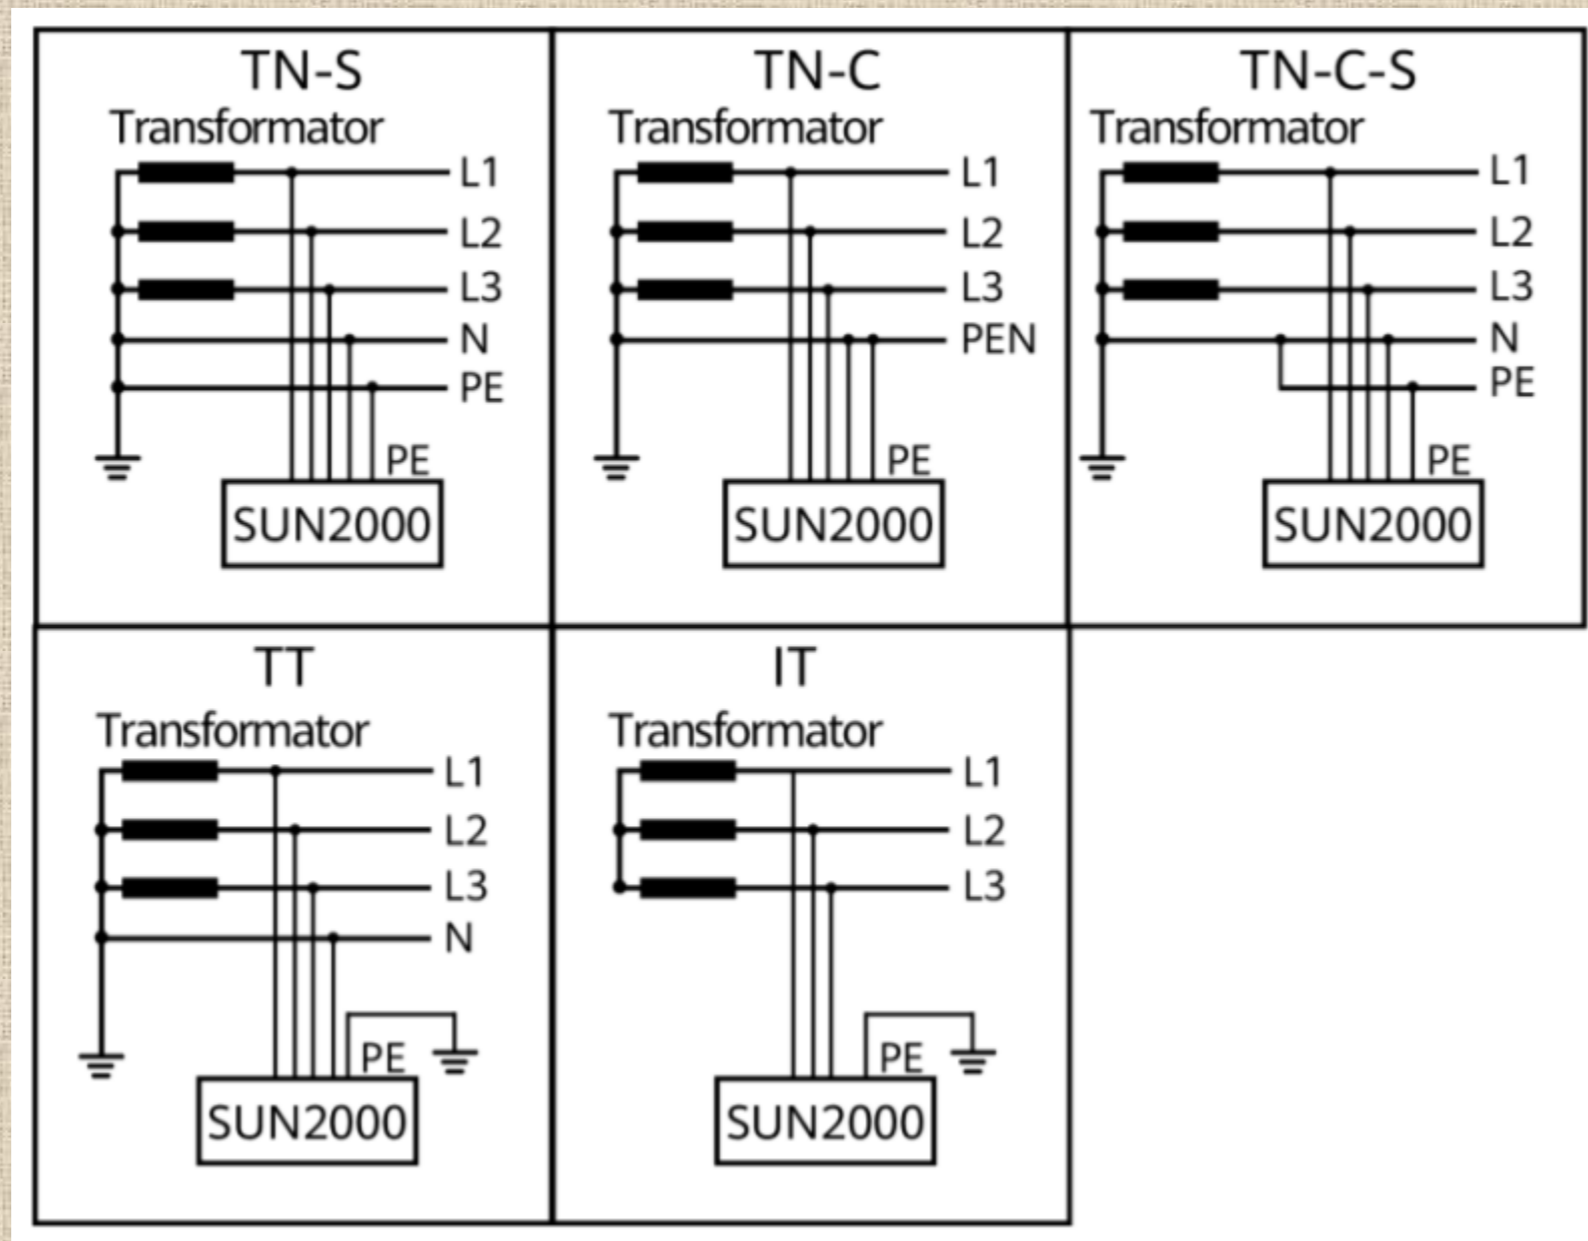 TN-S
Transformator
L1
L2
L3
N
PE
PE
SUN2000
TN-C
Transformator
L1
L2
L3
PEN
PE
SUN2000
TN-C-S
Transformator
L1
L2
L3
N
PE
PE
SUN2000
TT
Transformator
L1
L2
L3
N
PE
SUN2000
IT
Transformator
L1
L2
L3
PE
SUN2000